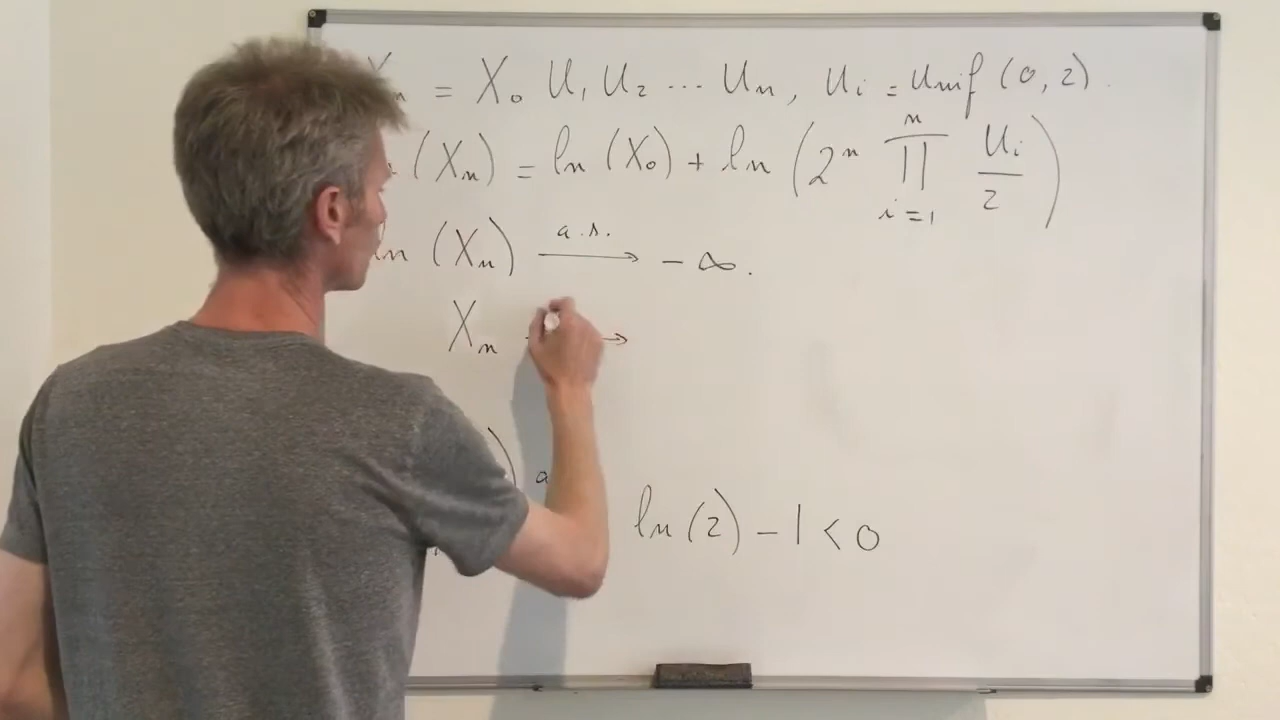 Xₙ = X₀ U₁ U₂ ... Uₙ, Uᵢ = Unif (0, 2).
(Xₙ) = ln (X₀) + ln (2ⁿ ∏ᵢ₌₁ⁿ Uᵢ/2)
ln (Xₙ) a.s.→ -∞.
Xₙ →
) a
ln (2) - 1 < 0